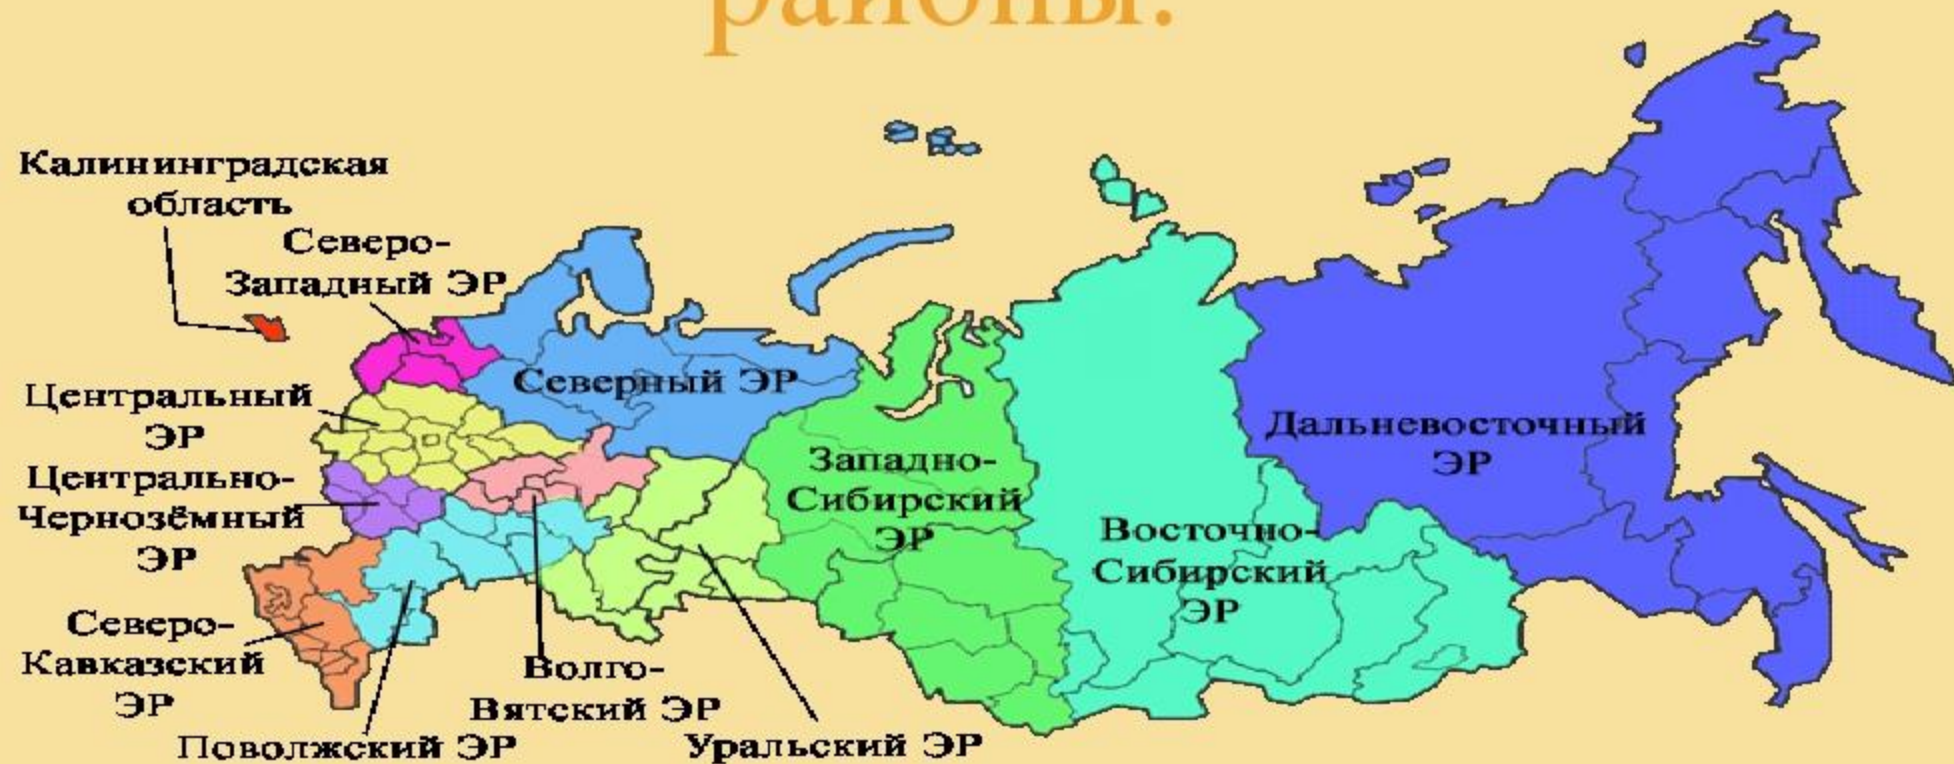 районы.
Калининградская
область
Северо-
Западный ЭР
Северный ЭР
Центральный
ЭР
Центрально-
Чернозёмный
ЭР
Северо-
Кавказский
ЭР
Поволжский ЭР
Волго-
Вятский ЭР
Уральский ЭР
Западно-
Сибирский
ЭР
Восточно-
Сибирский
ЭР
Дальневосточный
ЭР